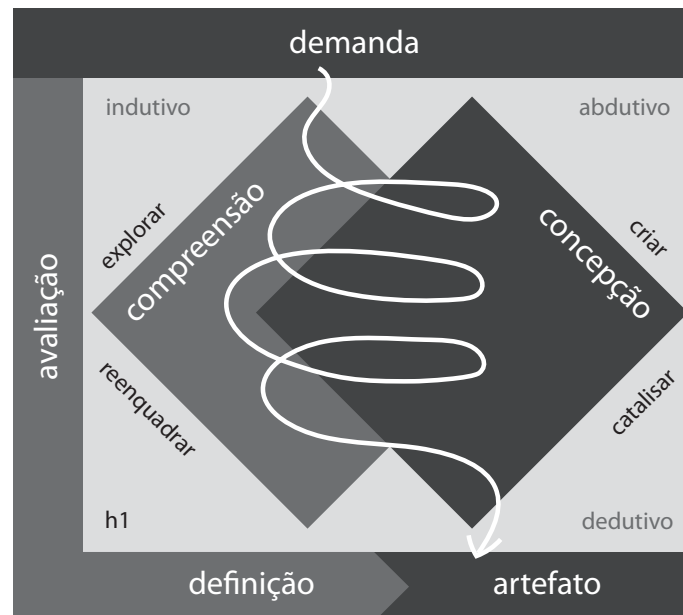 demanda
indutivo
abdutivo
explorar
compreensão
concepção
criar
avaliação
reenquadrar
catalisar
h1
dedutivo
definição
artefato